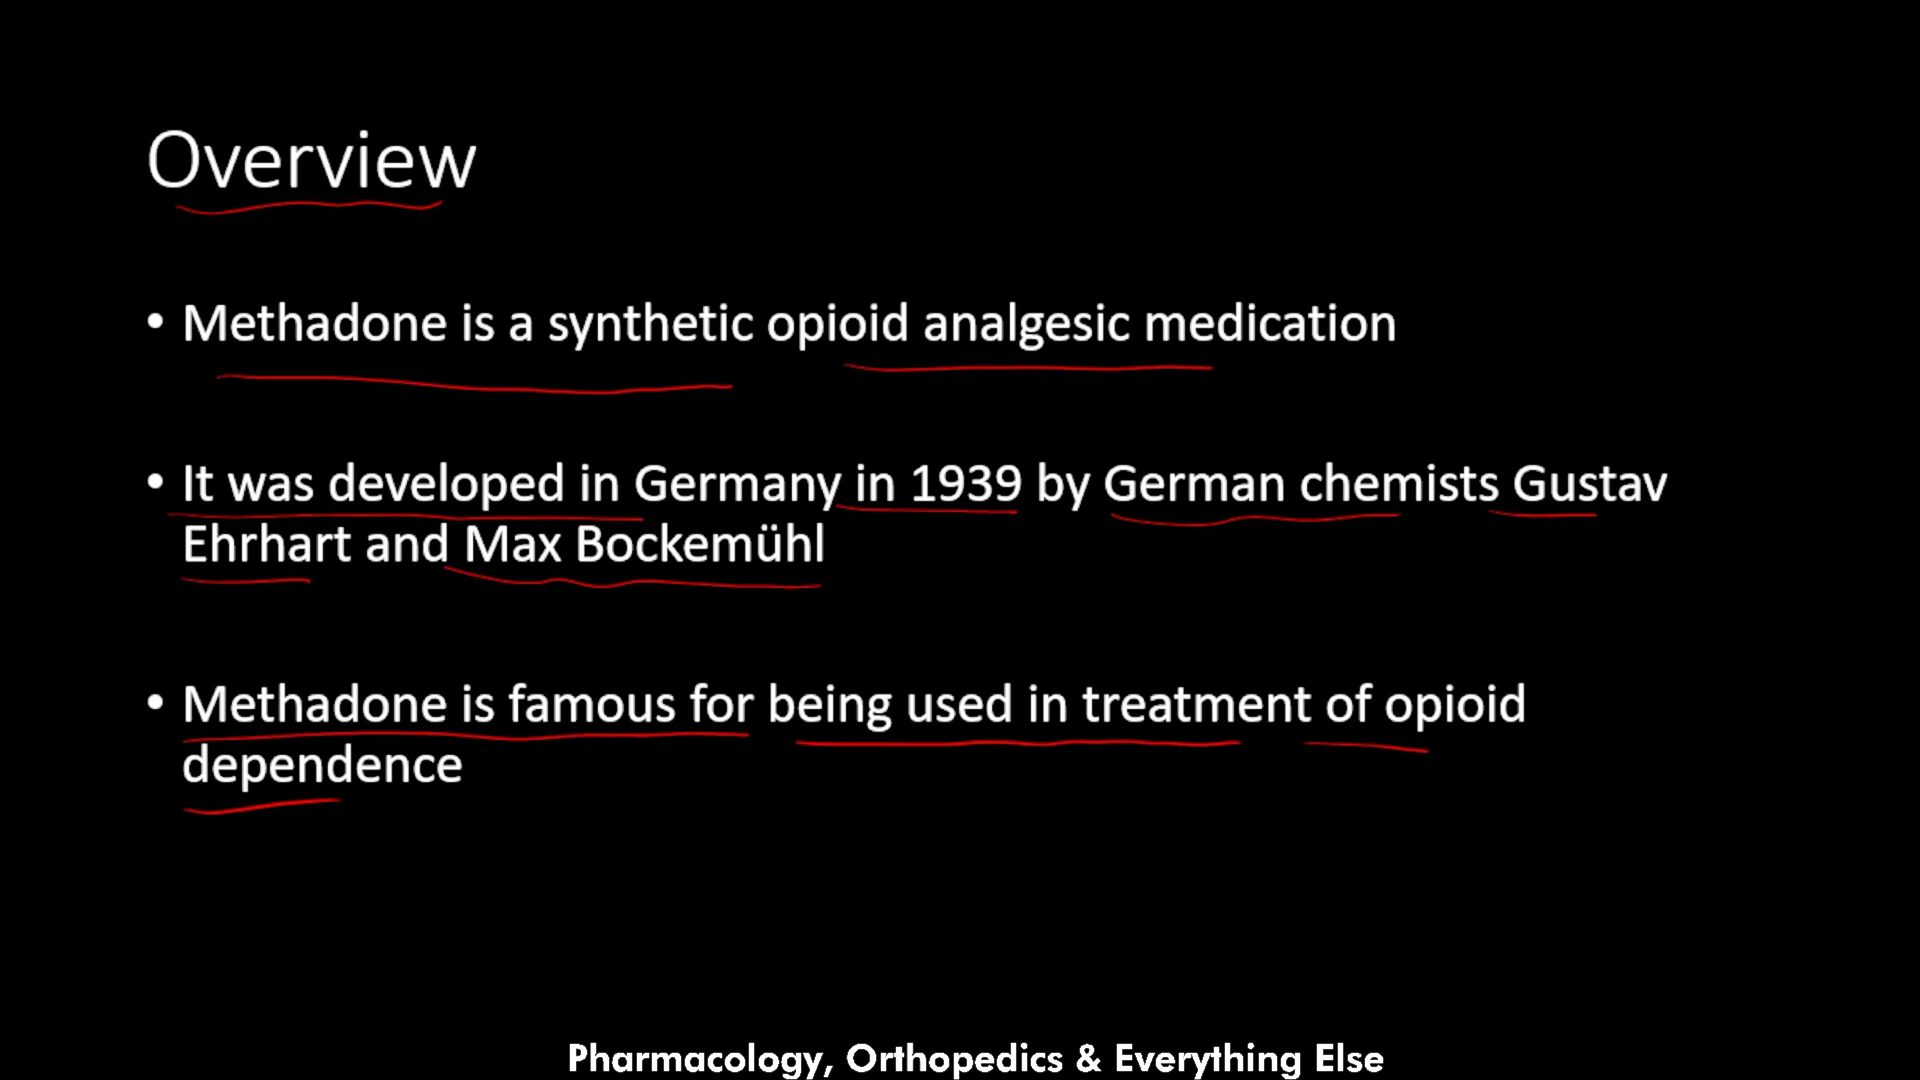 Overview
• Methadone is a synthetic opioid analgesic medication
• It was developed in Germany in 1939 by German chemists Gustav
Ehrhart and Max Bockemühl
• Methadone is famous for being used in treatment of opioid
dependence
Pharmacology, Orthopedics & Everything Else